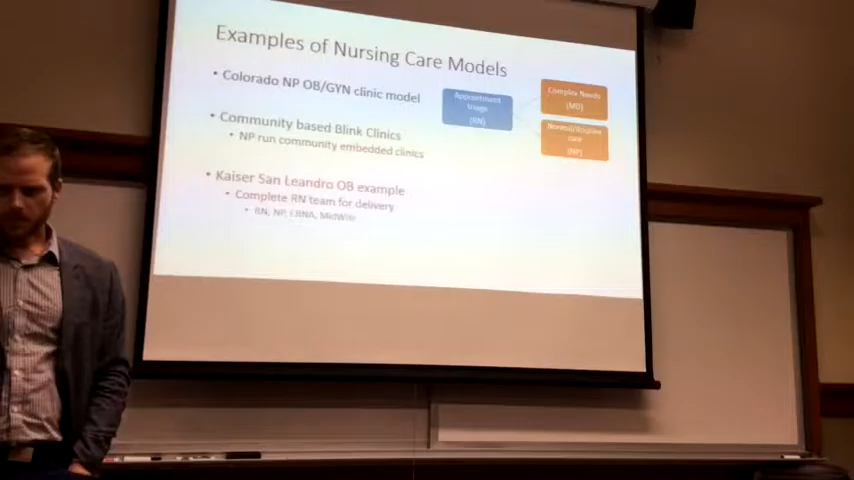 Examples of Nursing Care Models
• Colorado NP OB/GYN clinic model
• Community based Blink Clinics
• NP run community embedded clinics
• Kaiser San Leandro OB example
• Complete RN team for delivery
• RN, NP, CRNA, MidWife
Appointment
triage
(RN)
Complex Needs
(MD)
care
(NP)